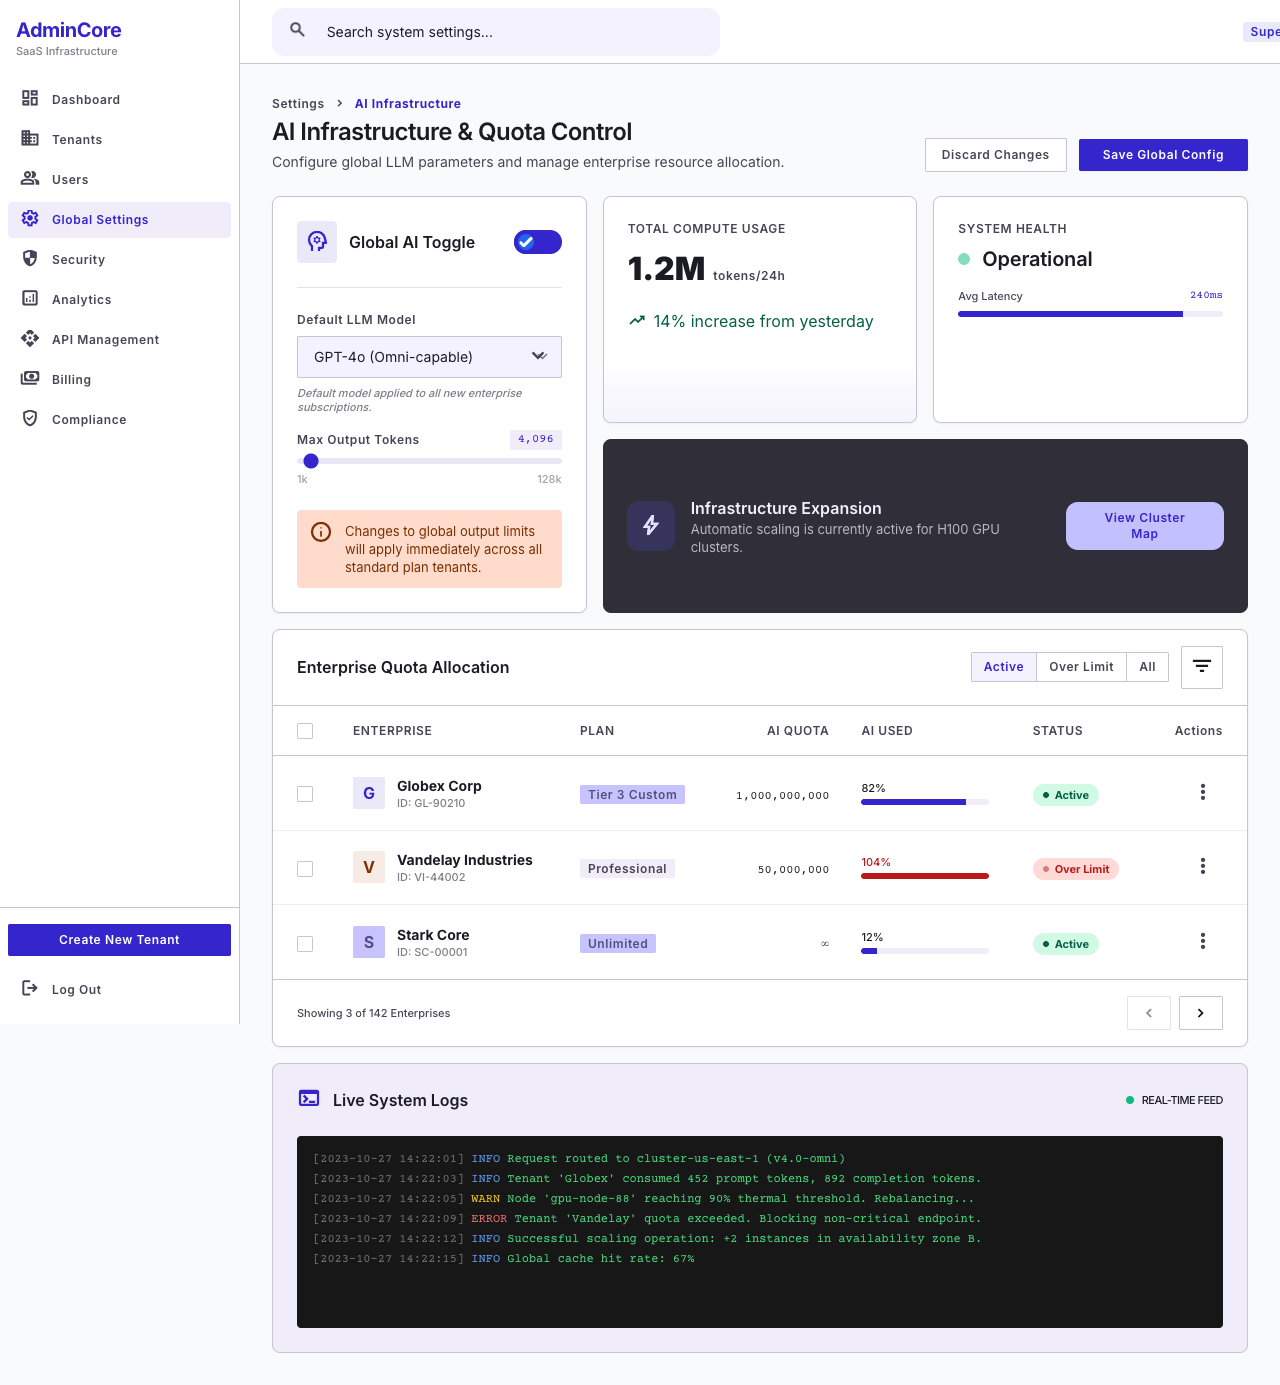 AdminCore
SaaS Infrastructure
Dashboard
Tenants
Users
Global Settings
Security
Analytics
API Management
Billing
Compliance
Create New Tenant
Log Out
Search system settings...
Settings
AI Infrastructure
AI Infrastructure & Quota Control
Configure global LLM parameters and manage enterprise resource allocation.
Discard Changes
Save Global Config
Global AI Toggle
Default LLM Model
GPT-4o (Omni-capable)
Default model applied to all new enterprise
subscriptions.
Max Output Tokens
4,096
1k
128k
Changes to global output limits
will apply immediately across all
standard plan tenants.
TOTAL COMPUTE USAGE
1.2M tokens/24h
14% increase from yesterday
SYSTEM HEALTH
Operational
Avg Latency
240ms
Infrastructure Expansion
Automatic scaling is currently active for H100 GPU
clusters.
View Cluster
Map
Enterprise Quota Allocation
Active
Over Limit
All
ENTERPRISE
PLAN
AI QUOTA
AI USED
STATUS
Actions
G
Globex Corp
ID: GL-90210
Tier 3 Custom
1,000,000,000
82%
Active
V
Vandelay Industries
ID: VI-44002
Professional
50,000,000
104%
Over Limit
S
Stark Core
ID: SC-00001
Unlimited
∞
12%
Active
Showing 3 of 142 Enterprises
Live System Logs
REAL-TIME FEED
[2023-10-27 14:22:01] INFO Request routed to cluster-us-east-1 (v4.0-omni)
[2023-10-27 14:22:03] INFO Tenant 'Globex' consumed 452 prompt tokens, 892 completion tokens.
[2023-10-27 14:22:05] WARN Node 'gpu-node-88' reaching 90% thermal threshold. Rebalancing...
[2023-10-27 14:22:09] ERROR Tenant 'Vandelay' quota exceeded. Blocking non-critical endpoint.
[2023-10-27 14:22:12] INFO Successful scaling operation: +2 instances in availability zone B.
[2023-10-27 14:22:15] INFO Global cache hit rate: 67%